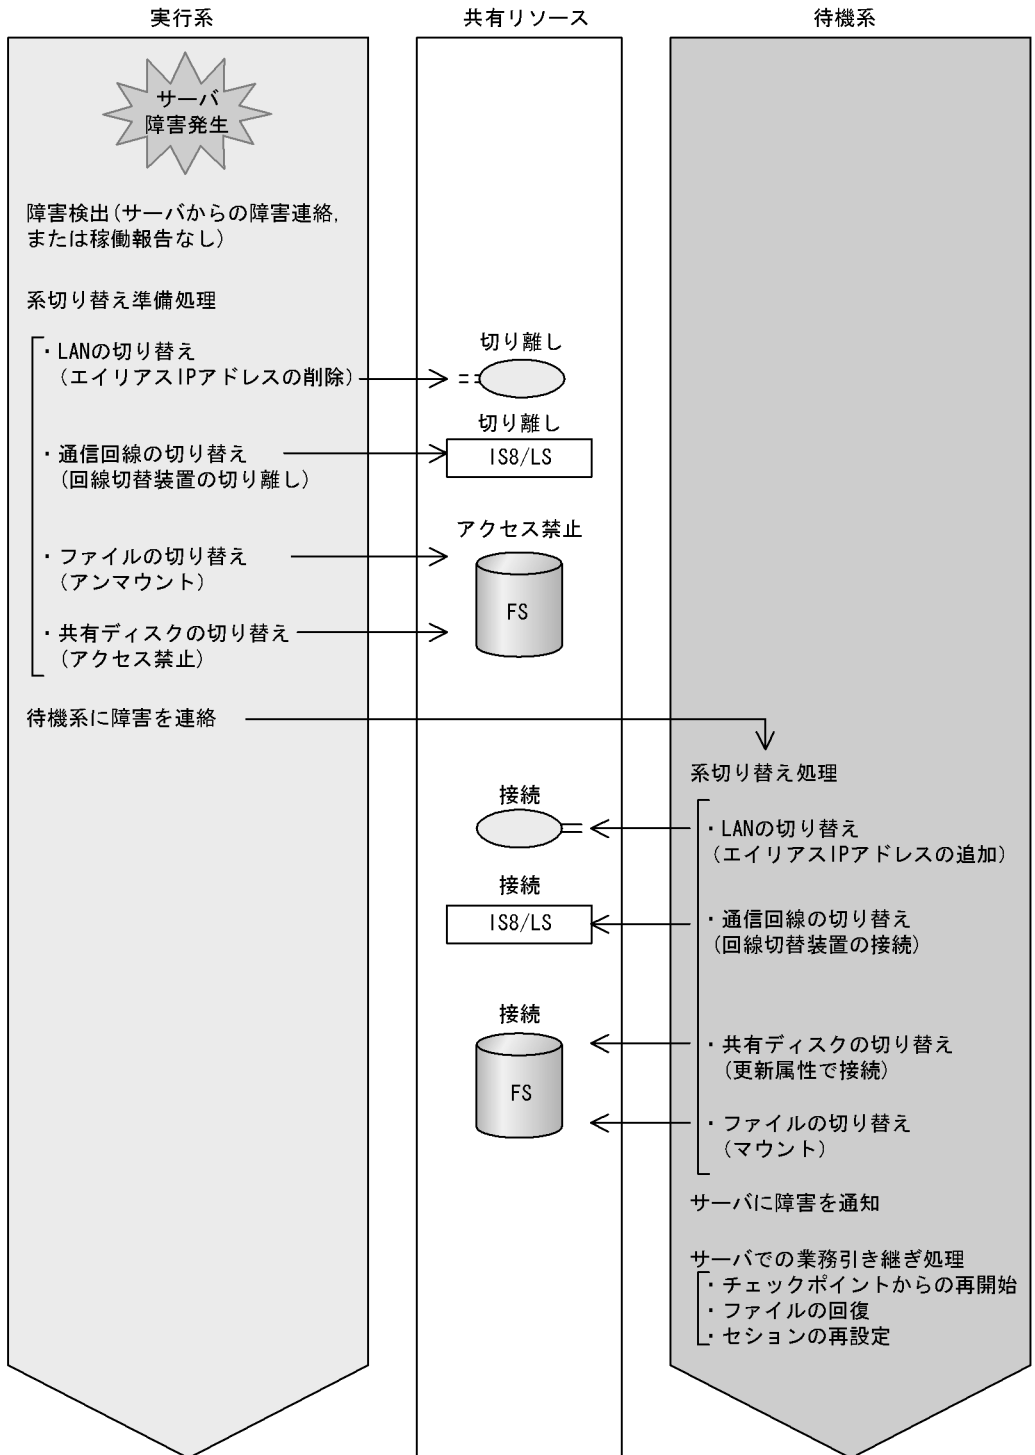 実行系
共有リソース
待機系
サーバ
障害発生
障害検出(サーバからの障害連絡,
または稼働報告なし)
系切り替え準備処理
・LANの切り替え
(エイリアスIPアドレスの削除)
切り離し
・通信回線の切り替え
(回線切替装置の切り離し)
切り離し
IS8/LS
・ファイルの切り替え
(アンマウント)
アクセス禁止
FS
・共有ディスクの切り替え
(アクセス禁止)
待機系に障害を連絡
系切り替え処理
接続
・LANの切り替え
(エイリアスIPアドレスの追加)
接続
IS8/LS
・通信回線の切り替え
(回線切替装置の接続)
接続
FS
・共有ディスクの切り替え
(更新属性で接続)
・ファイルの切り替え
(マウント)
サーバに障害を通知
サーバでの業務引き継ぎ処理
・チェックポイントからの再開始
・ファイルの回復
・セションの再設定